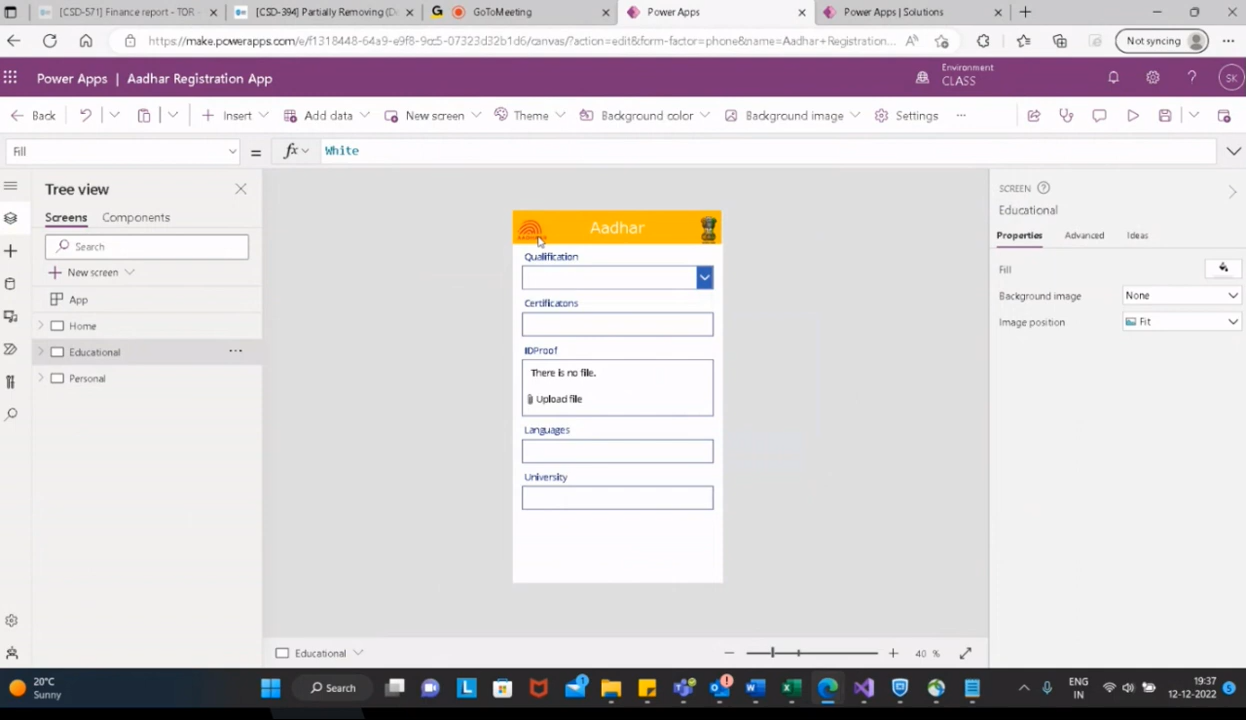 [CSD-571] Finance report - TOR
[CSD-394] Partially Removing (D
GoToMeeting
Power Apps
Power Apps | Solutions
https://make.powerapps.com/e/f1318448-64a9-e9f8-9cc5-07323d32b1d6/canvas/?action=edit&form-factor=phone&name=Aadhar+Registration...
Not syncing
Power Apps | Aadhar Registration App
Environment
CLASS
SK
Back
Insert
Add data
New screen
Theme
Background color
Background image
Settings
Fill
= fx White
Tree view
Screens Components
Search
New screen
App
Home
Educational
Personal
Aadhar
Qualification
Certificatons
IDProof
There is no file.
Upload file
Languages
University
SCREEN
Educational
Properties Advanced Ideas
Fill
Background image None
Image position Fit
Educational
40 %
20°C
Sunny
Search
ENG
IN
19:37
12-12-2022
5